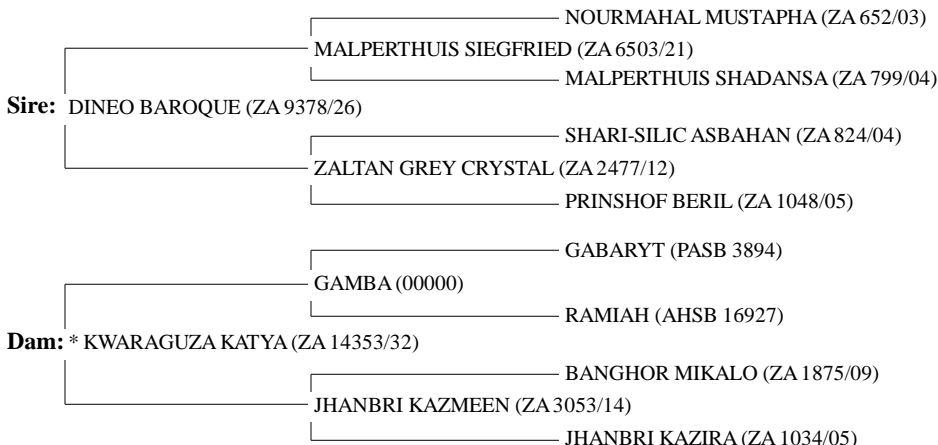 NOURMAHAL MUSTAPHA (ZA 652/03)
MALPERTHUIS SIEGFRIED (ZA 6503/21)
MALPERTHUIS SHADANSA (ZA 799/04)
Sire: DINEO BAROQUE (ZA 9378/26)
SHARI-SILIC ASBAHAN (ZA 824/04)
ZALTAN GREY CRYSTAL (ZA 2477/12)
PRINSHOF BERIL (ZA 1048/05)
GABARYT (PASB 3894)
GAMBA (00000)
RAMIAH (AHSB 16927)
Dam: * KWARAGUZA KATYA (ZA 14353/32)
BANGHOR MIKALO (ZA 1875/09)
JHANBRI KAZMEEN (ZA 3053/14)
JHANBRI KAZIRA (ZA 1034/05)